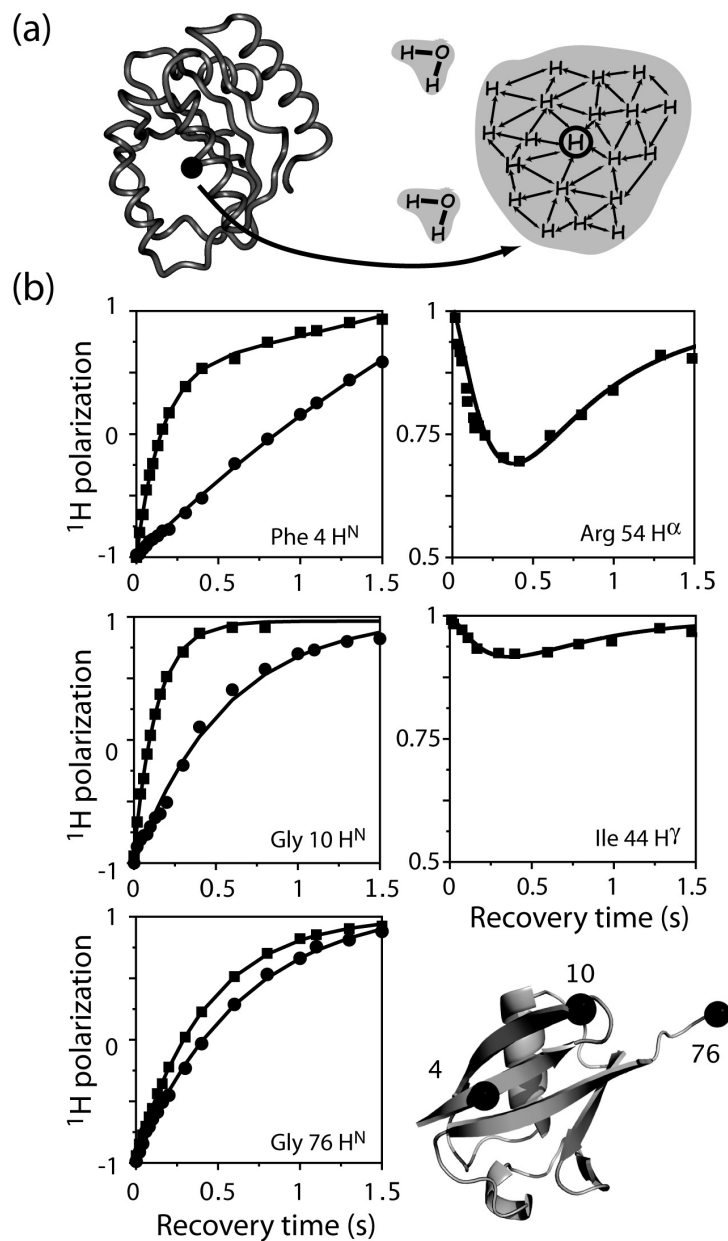 (a)
H O
H
H O
H
H H H H
H H H H
H H H H H
H H H
H H H
(b)
1
0
-1
0 0.5 1 1.5
¹H polarization
Phe 4 Hᴺ
1
0.75
0.5
0 0.5 1 1.5
Arg 54 Hᵅ
1
0
-1
0 0.5 1 1.5
¹H polarization
Gly 10 Hᴺ
1
0.75
0.5
0 0.5 1 1.5
Ile 44 Hᵞ
Recovery time (s)
1
0
-1
0 0.5 1 1.5
¹H polarization
Gly 76 Hᴺ
Recovery time (s)
10
76
4